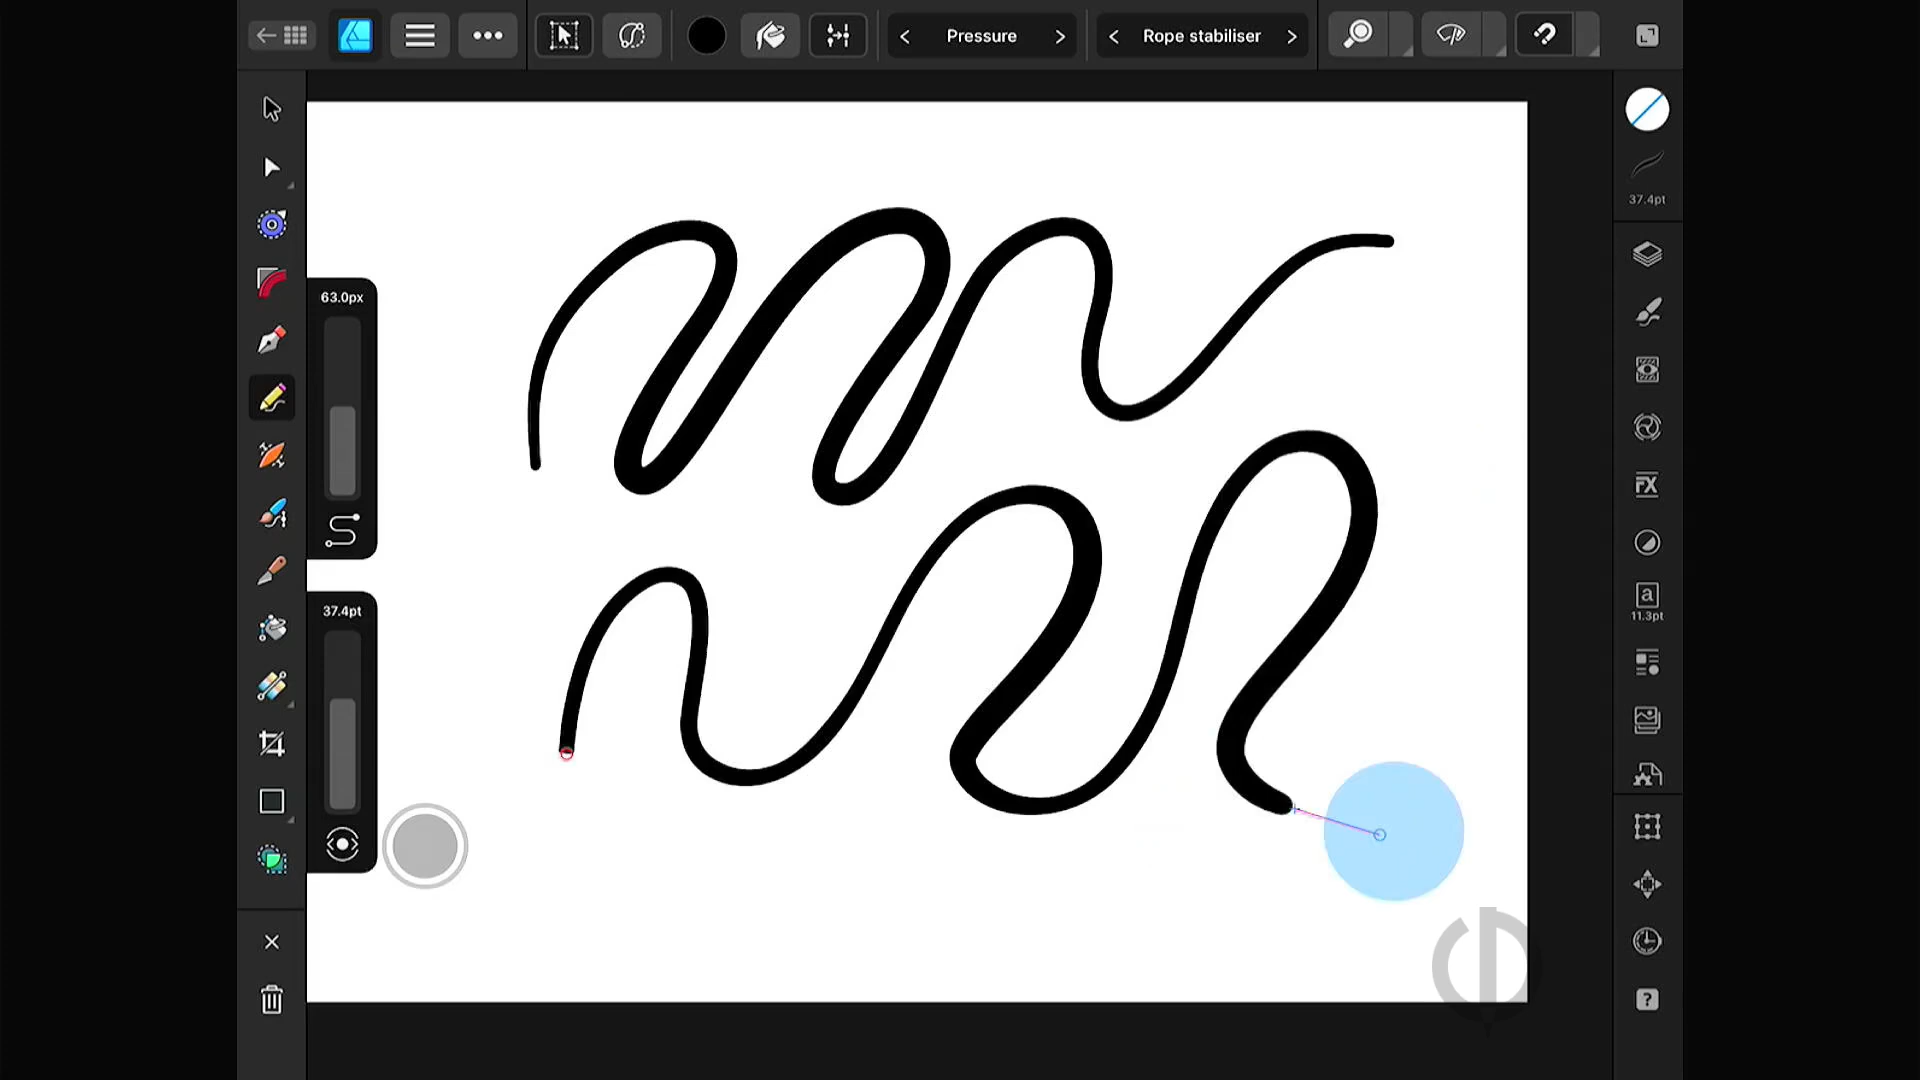 Pressure
Rope stabiliser
37.4pt
63.0px
37.4pt
FX
a
11.3pt
?